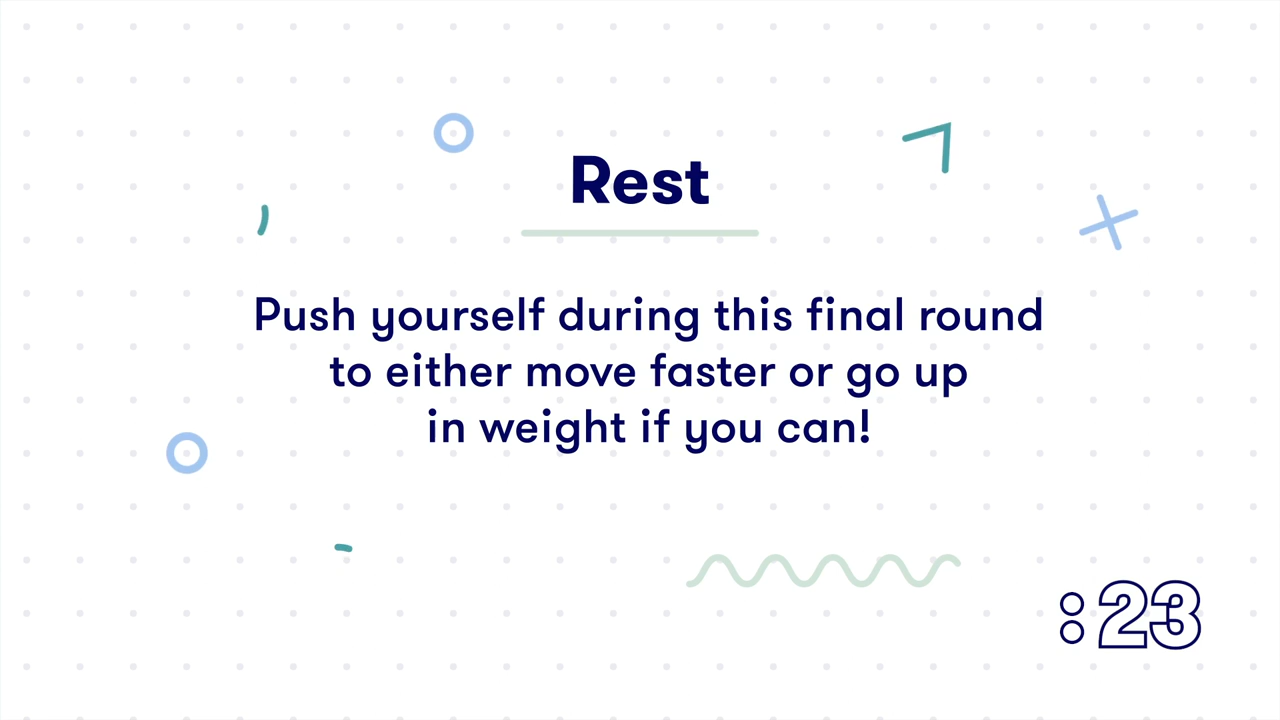 Rest
Push yourself during this final round
to either move faster or go up
in weight if you can!
:23